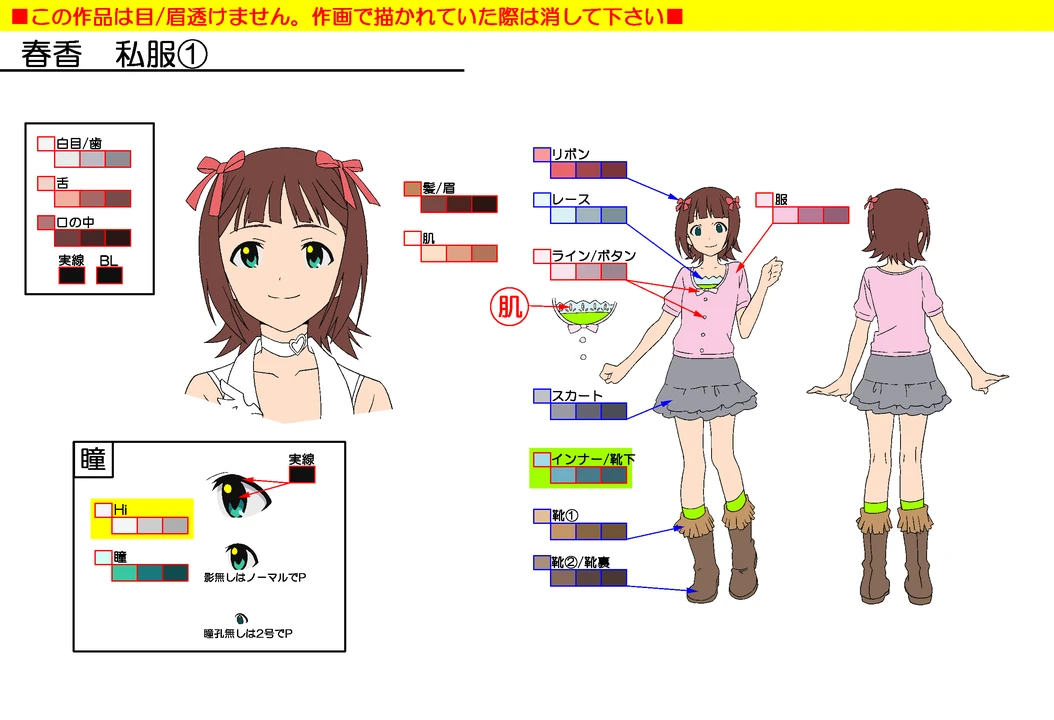 ■この作品は目/眉透けません。作画で描かれていた際は消して下さい■
春香 私服①
白目/歯
舌
口の中
実線 BL
髪/眉
肌
リボン
レース
ライン/ボタン
服
肌
スカート
インナー/靴下
靴①
靴②/靴裏
瞳
実線
Hi
瞳
影無しはノーマルでP
瞳孔無しは2号でP